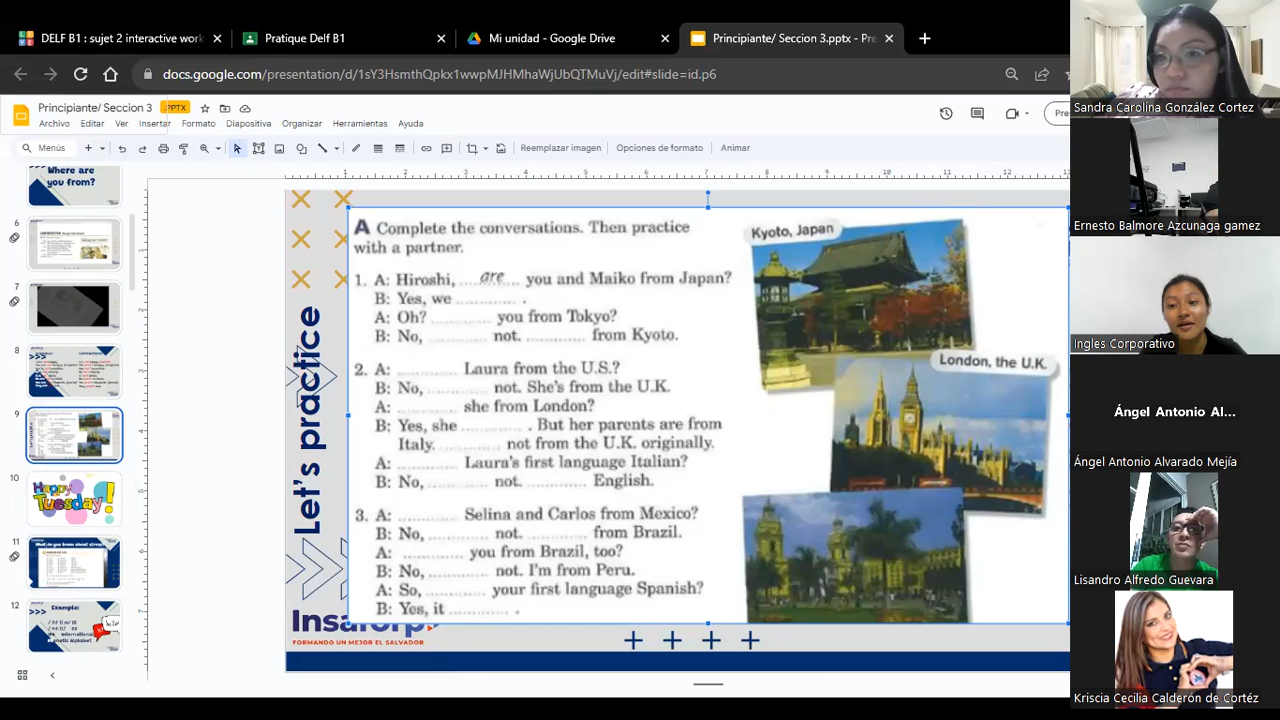 DELF B1 : sujet 2 interactive work
Pratique Delf B1
Mi unidad - Google Drive
Principiante/ Seccion 3.pptx - Pre
docs.google.com/presentation/d/1sY3HsmthQpkx1wwpMJHMhaWjUbQTMuVj/edit#slide=id.p6
Principiante/ Seccion 3 .PPTX
Archivo Editar Ver Insertar Formato Diapositiva Organizar Herra Ayuda
Menús Reemplazar imagen Opciones de formato Animar
Where are
you from?
6
7
8
9
10
Happy
Tuesday!
11
12
Example:
Let's practice
A Complete the conversations. Then practice
with a partner.
1. A: Hiroshi, are you and Maiko from Japan?
B: Yes, we ............ .
A: Oh? ............ you from Tokyo?
B: No, ............ not. ............ from Kyoto.
2. A: ............ Laura from the U.S.?
B: No, ............ not. She's from the U.K.
A: ............ she from London?
B: Yes, she ............ . But her parents are from
Italy. ............ not from the U.K. originally.
A: ............ Laura's first language Italian?
B: No, ............ not. ............ English.
3. A: ............ Selina and Carlos from Mexico?
B: No, ............ not. ............ from Brazil.
A: ............ you from Brazil, too?
B: No, ............ not. I'm from Peru.
A: So, ............ your first language Spanish?
B: Yes, it ............ .
Kyoto, Japan
London, the U.K.
Insaforp
FORMANDO UN MEJOR EL SALVADOR
Sandra Carolina González Cortez
Ernesto Balmore Azcunaga gamez
Ingles Corporativo
Ángel Antonio Al...
Ángel Antonio Alvarado Mejía
Lisandro Alfredo Guevara
Kriscia Cecilia Calderón de Cortéz